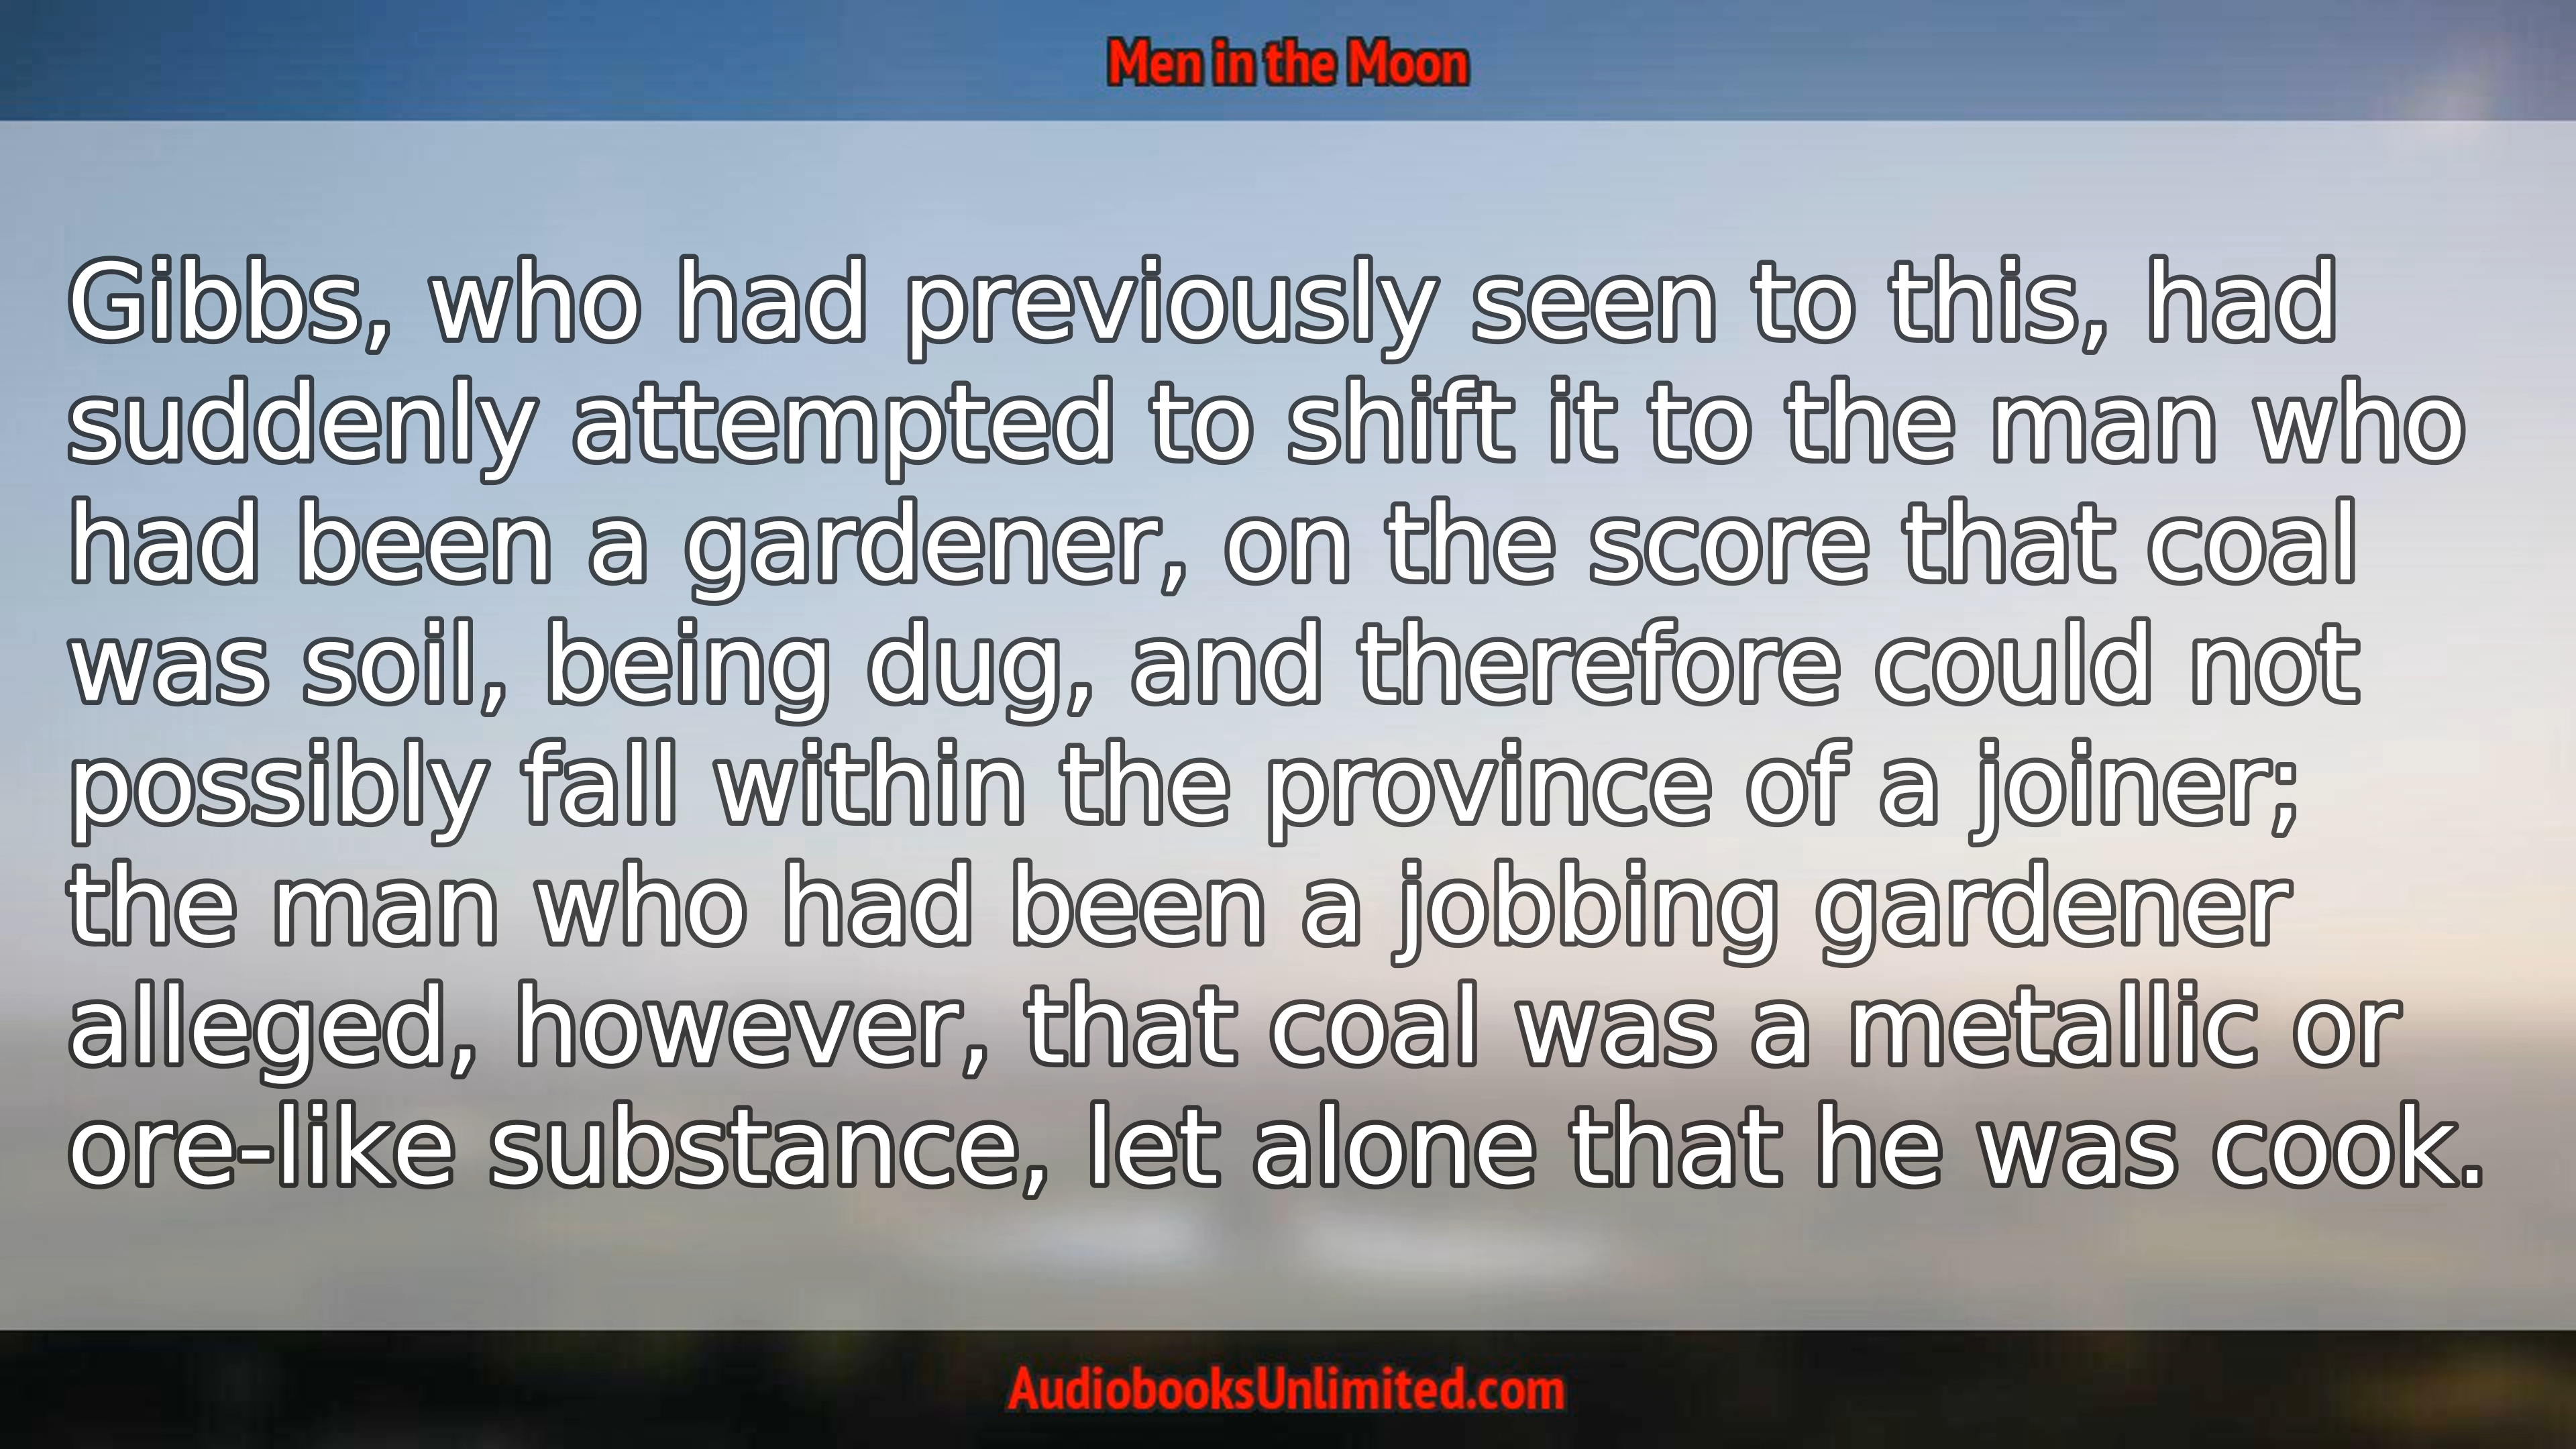 Men in the Moon
Gibbs, who had previously seen to this, had
suddenly attempted to shift it to the man who
had been a gardener, on the score that coal
was soil, being dug, and therefore could not
possibly fall within the province of a joiner;
the man who had been a jobbing gardener
alleged, however, that coal was a metallic or
ore-like substance, let alone that he was cook.
AudiobooksUnlimited.com